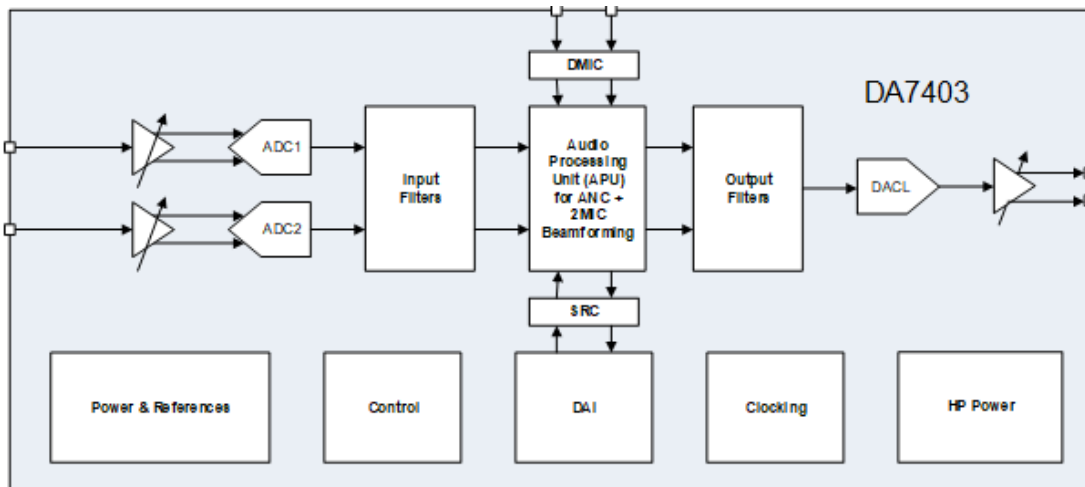 DMIC
DA7403
ADC1
Input
Filters
Audio
Processing
Unit (APU)
for ANC +
2MIC
Beamforming
Output
Filters
DACL
ADC2
SRC
Power & References
Control
DAI
Clocking
HP Power